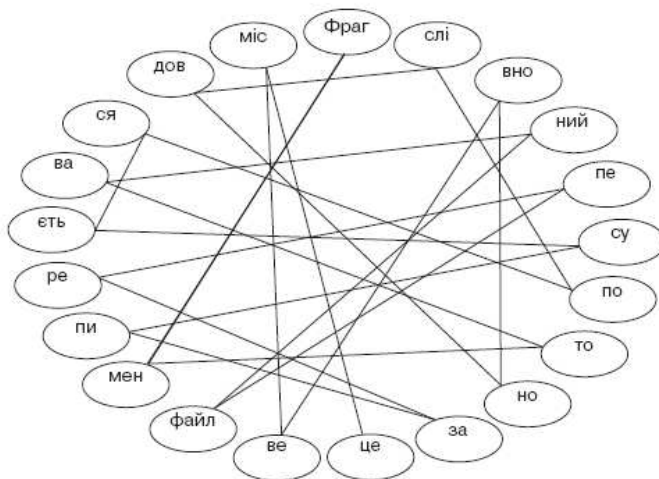 Фраг
слі
вно
ний
пе
су
по
то
но
за
це
ве
файл
мен
пи
ре
єть
ва
ся
дов
міс